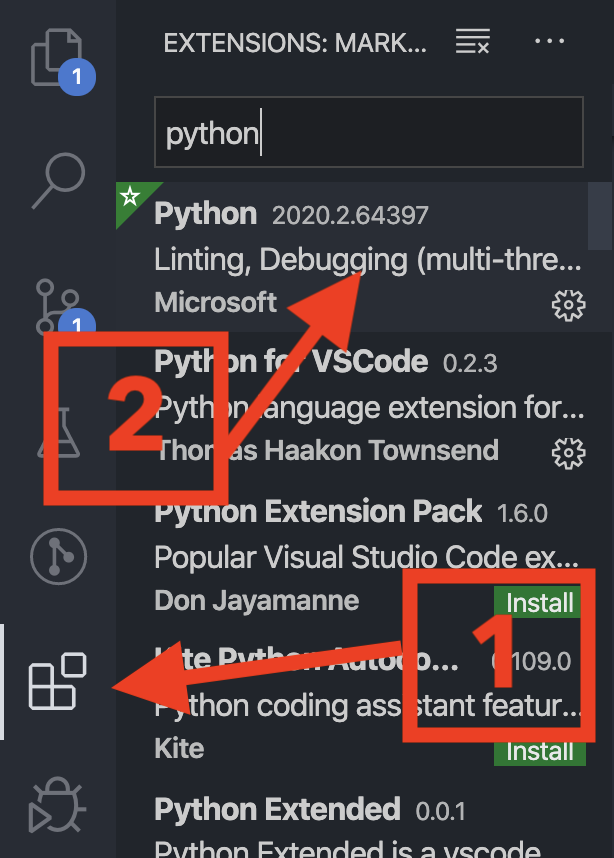 EXTENSIONS: MARK...
1
python
Python 2020.2.64397
Linting, Debugging (multi-thre...
Microsoft
1
Python for VSCode 0.2.3
2
Python language extension for...
Thomas Haakon Townsend
Python Extension Pack 1.6.0
Popular Visual Studio Code ex...
Don Jayamanne
Install
Kite Python Autoco... 0.109.0
1
Python coding assistant featur...
Kite
Install
Python Extended 0.0.1
Python Extended is a vscode